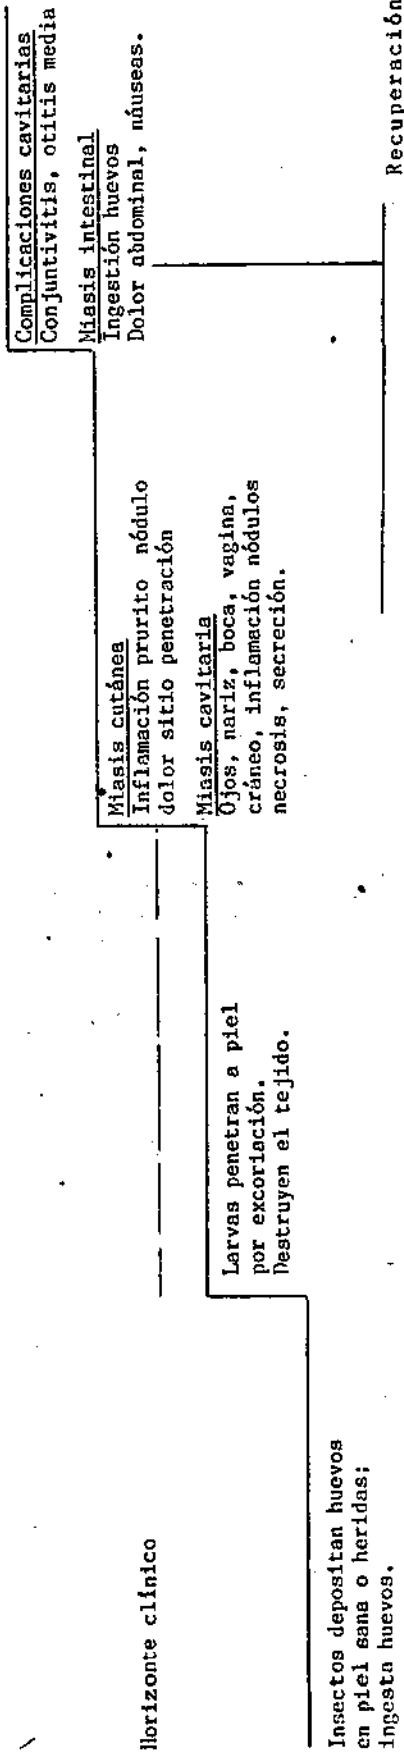 Complicaciones cavitarias
Conjuntivitis, otitis media
Miasis intestinal
Ingestión huevos
Dolor abdominal, náuseas.
Recuperación
Miasis cutánea
Inflamación prurito nódulo
dolor sitio penetración
Miasis cavitaria
Ojos, nariz, boca, vagina,
cráneo, inflamación nódulos
necrosis, secreción.
Larvas penetran a piel
por excoriación.
Destruyen el tejido.
Horizonte clínico
Insectos depositan huevos
en piel sana o heridas;
ingesta huevos.